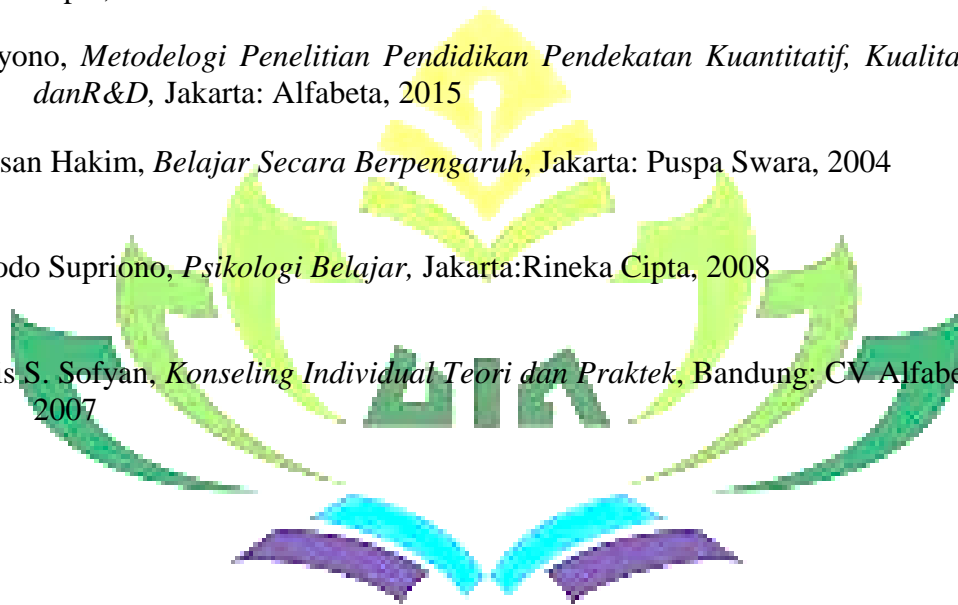 yono, Metodelogi Penelitian Pendidikan Pendekatan Kuantitatif, Kualita
danR&D, Jakarta: Alfabeta, 2015
san Hakim, Belajar Secara Berpengaruh, Jakarta: Puspa Swara, 2004
odo Supriono, Psikologi Belajar, Jakarta:Rineka Cipta, 2008
is S. Sofyan, Konseling Individual Teori dan Praktek, Bandung: CV Alfabe
2007